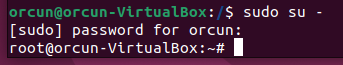 orcun@orcun-VirtualBox:/$ sudo su -
[sudo] password for orcun:
root@orcun-VirtualBox:~#